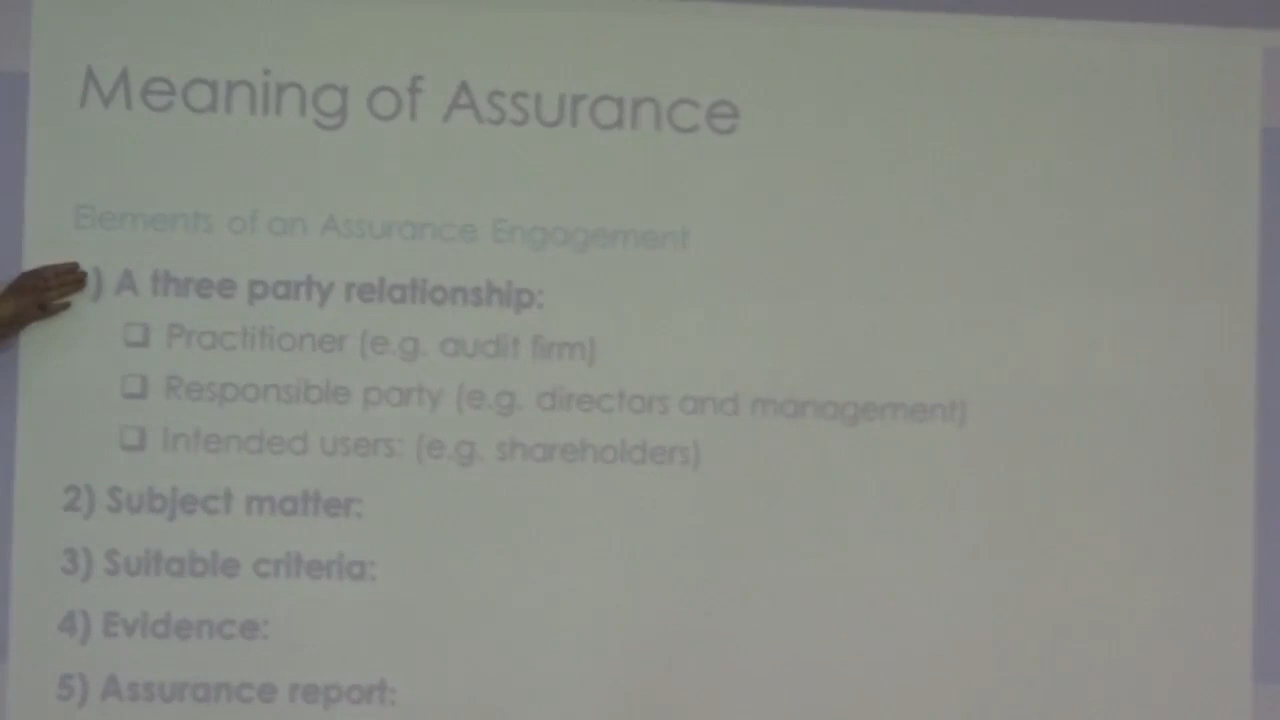 Meaning of Assurance
Elements of an Assurance Engagement
) A three party relationship:
❑ Practitioner (e.g. audit firm)
❑ Responsible party (e.g. directors and management)
❑ Intended users: (e.g. shareholders)
2) Subject matter:
3) Suitable criteria:
4) Evidence:
5) Assurance report: